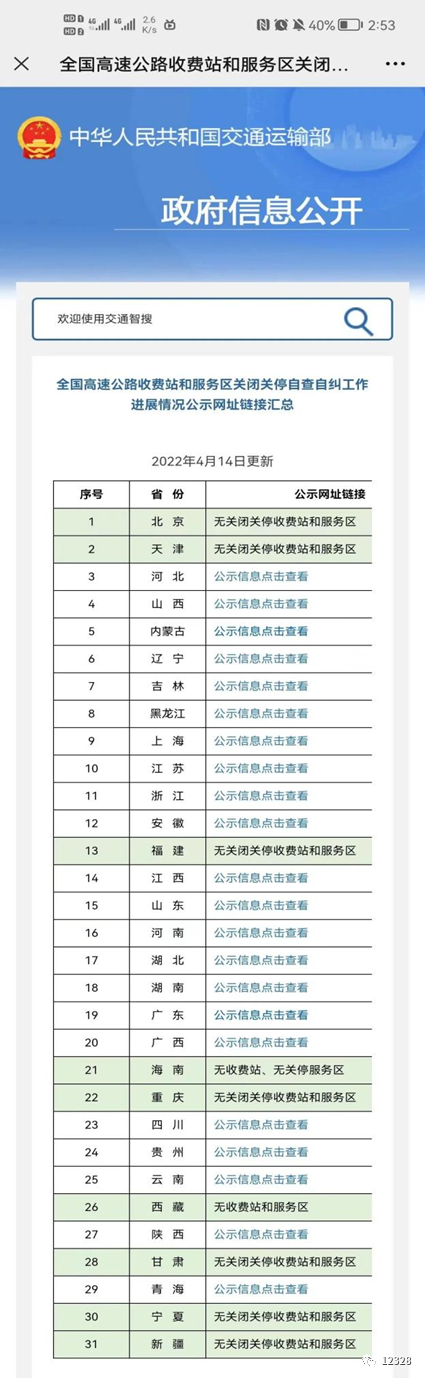 HD 1 4G 4G 2.6 40% 2:53
HD 2 K/s
全国高速公路收费站和服务区关闭...
中华人民共和国交通运输部
政府信息公开
欢迎使用交通智搜
全国高速公路收费站和服务区关闭关停自查自纠工作
进展情况公示网址链接汇总
2022年4月14日更新
序号 省 份 公示网址链接
1 北 京 无关闭关停收费站和服务区
2 天 津 无关闭关停收费站和服务区
3 河 北 公示信息点击查看
4 山 西 公示信息点击查看
5 内蒙古 公示信息点击查看
6 辽 宁 公示信息点击查看
7 吉 林 公示信息点击查看
8 黑龙江 公示信息点击查看
9 上 海 公示信息点击查看
10 江 苏 公示信息点击查看
11 浙 江 公示信息点击查看
12 安 徽 公示信息点击查看
13 福 建 无关闭关停收费站和服务区
14 江 西 公示信息点击查看
15 山 东 公示信息点击查看
16 河 南 公示信息点击查看
17 湖 北 公示信息点击查看
18 湖 南 公示信息点击查看
19 广 东 公示信息点击查看
20 广 西 公示信息点击查看
21 海 南 无收费站、无关停服务区
22 重 庆 无关闭关停收费站和服务区
23 四 川 公示信息点击查看
24 贵 州 公示信息点击查看
25 云 南 公示信息点击查看
26 西 藏 无收费站和服务区
27 陕 西 公示信息点击查看
28 甘 肃 无关闭关停收费站和服务区
29 青 海 公示信息点击查看
30 宁 夏 无关闭关停收费站和服务区
31 新 疆 无关闭关停收费站和服务区
12328